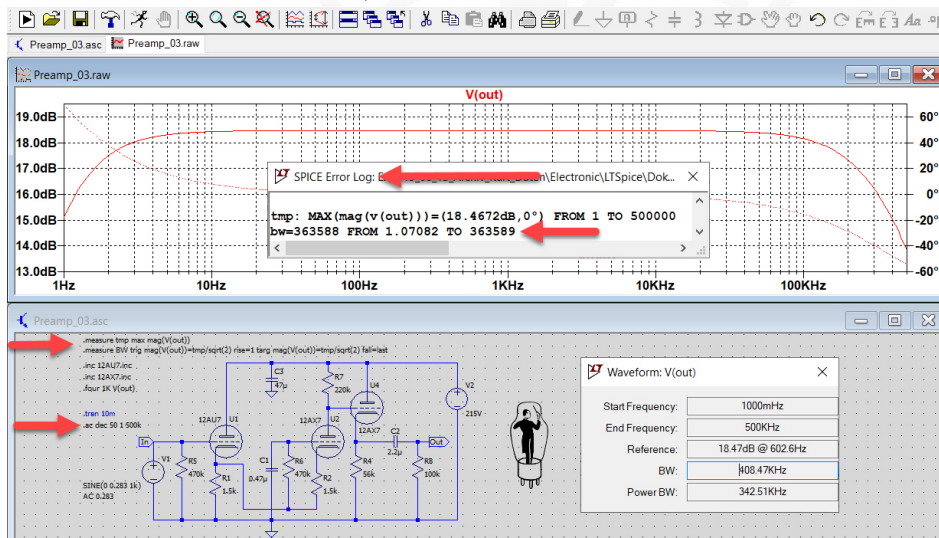 Preamp_03.asc Preamp_03.raw
Preamp_03.raw
V(out)
19.0dB
18.0dB
17.0dB
16.0dB
15.0dB
14.0dB
13.0dB
60°
40°
20°
0°
-20°
-40°
-60°
1Hz 10Hz 100Hz 1KHz 10KHz 100KHz
SPICE Error Log: \Electronic\LTSpice\Dok...
tmp: MAX(mag(v(out)))=(18.4672dB,0°) FROM 1 TO 500000
bw=363588 FROM 1.07082 TO 363589
Preamp_03.asc
.measure tmp max mag(V(out))
.measure BW trig mag(V(out))=tmp/sqrt(2) rise=1 targ mag(V(out))=tmp/sqrt(2) fall=last
.inc 12AU7.inc
.inc 12AX7.inc
.four 1K V(out)
.tran 10m
.ac dec 50 1 500k
C3
47µ
R7
220k
U4
12AX7
V2
215V
12AU7 U1
12AX7 U2
C2
2.2µ
In
Out
V1
SINE(0 0.283 1k)
AC 0.283
R5
470k
R1
1.5k
C1
0.47µ
R6
470k
R2
1.5k
R4
56k
R8
100k
Waveform: V(out)
Start Frequency: 1000mHz
End Frequency: 500KHz
Reference: 18.47dB @ 602.6Hz
BW: 408.47KHz
Power BW: 342.51KHz